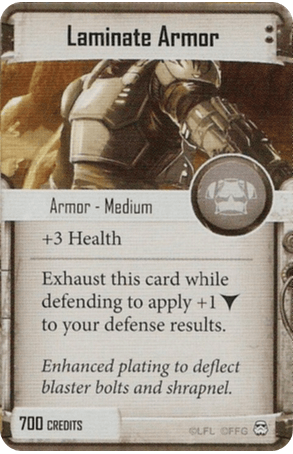 Laminate Armor
Armor - Medium
+3 Health
Exhaust this card while
defending to apply +1
to your defense results.
Enhanced plating to deflect
blaster bolts and shrapnel.
700 CREDITS
©LFL ©FFG